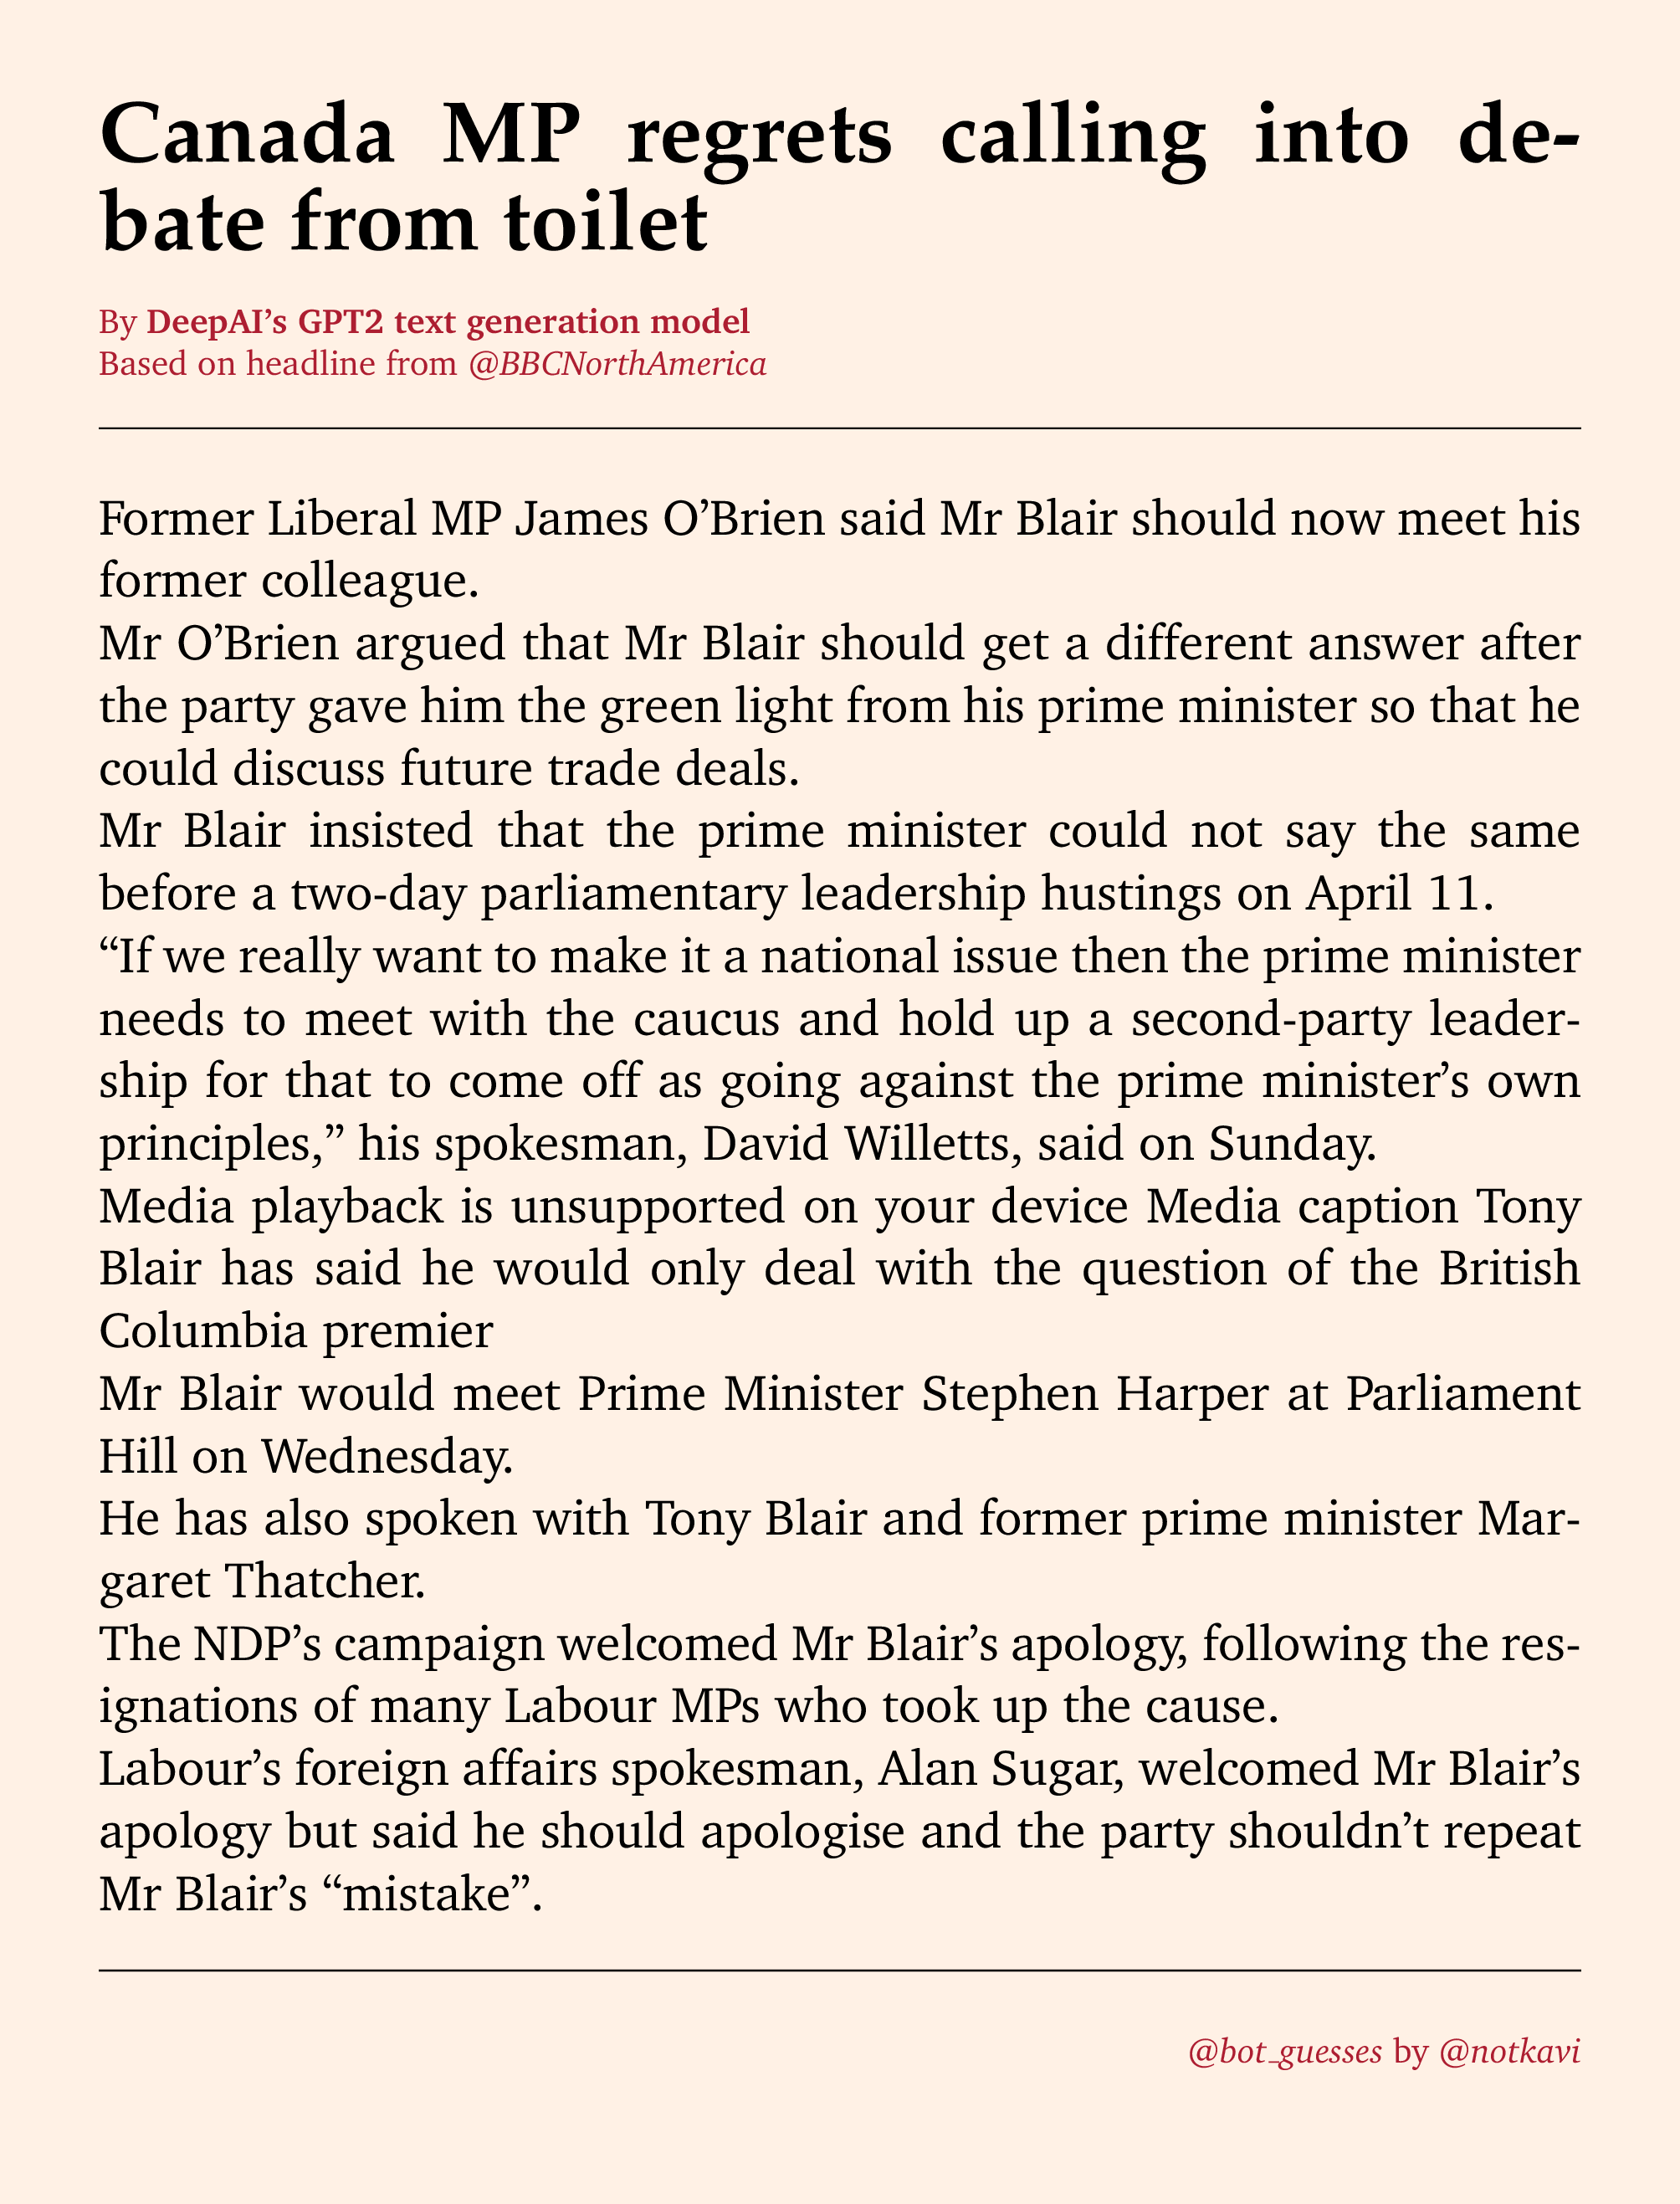 Canada MP regrets calling into de-
bate from toilet
By DeepAI’s GPT2 text generation model
Based on headline from @BBCNorthAmerica
Former Liberal MP James O’Brien said Mr Blair should now meet his
former colleague.
Mr O’Brien argued that Mr Blair should get a different answer after
the party gave him the green light from his prime minister so that he
could discuss future trade deals.
Mr Blair insisted that the prime minister could not say the same
before a two-day parliamentary leadership hustings on April 11.
“If we really want to make it a national issue then the prime minister
needs to meet with the caucus and hold up a second-party leader-
ship for that to come off as going against the prime minister’s own
principles,” his spokesman, David Willetts, said on Sunday.
Media playback is unsupported on your device Media caption Tony
Blair has said he would only deal with the question of the British
Columbia premier
Mr Blair would meet Prime Minister Stephen Harper at Parliament
Hill on Wednesday.
He has also spoken with Tony Blair and former prime minister Mar-
garet Thatcher.
The NDP’s campaign welcomed Mr Blair’s apology, following the res-
ignations of many Labour MPs who took up the cause.
Labour’s foreign affairs spokesman, Alan Sugar, welcomed Mr Blair’s
apology but said he should apologise and the party shouldn’t repeat
Mr Blair’s “mistake”.
@bot_guesses by @notkavi